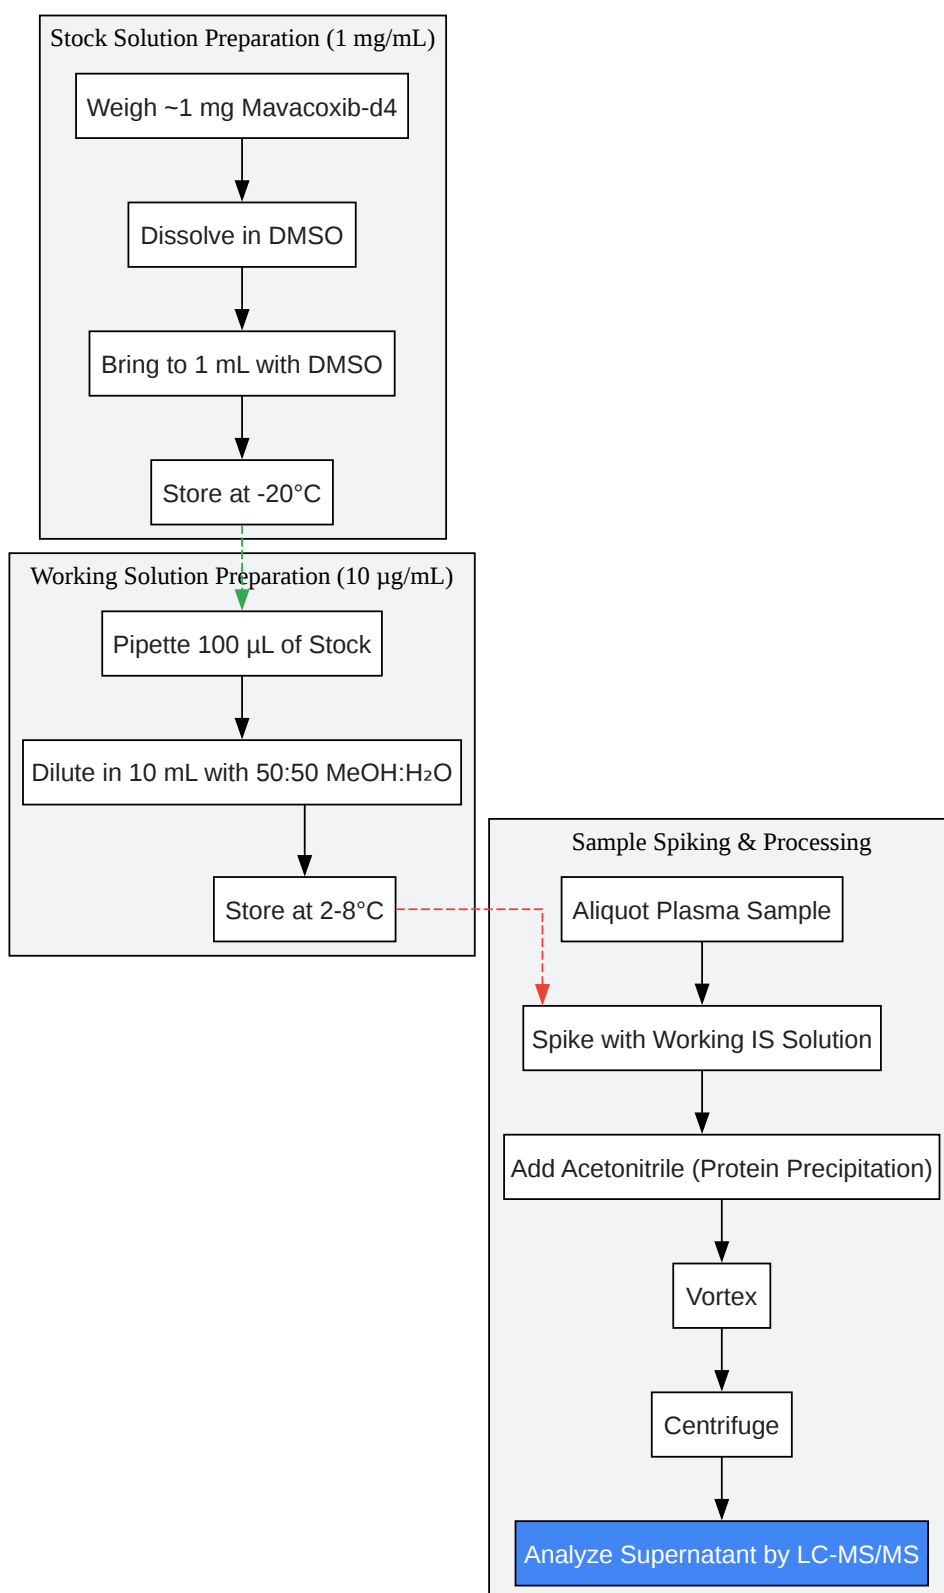 Stock Solution Preparation (1 mg/mL)
Weigh ~1 mg Mavacoxib-d4
Dissolve in DMSO
Bring to 1 mL with DMSO
Store at -20°C
Working Solution Preparation (10 µg/mL)
Pipette 100 µL of Stock
Dilute in 10 mL with 50:50 MeOH:H₂O
Store at 2-8°C
Sample Spiking & Processing
Aliquot Plasma Sample
Spike with Working IS Solution
Add Acetonitrile (Protein Precipitation)
Vortex
Centrifuge
Analyze Supernatant by LC-MS/MS